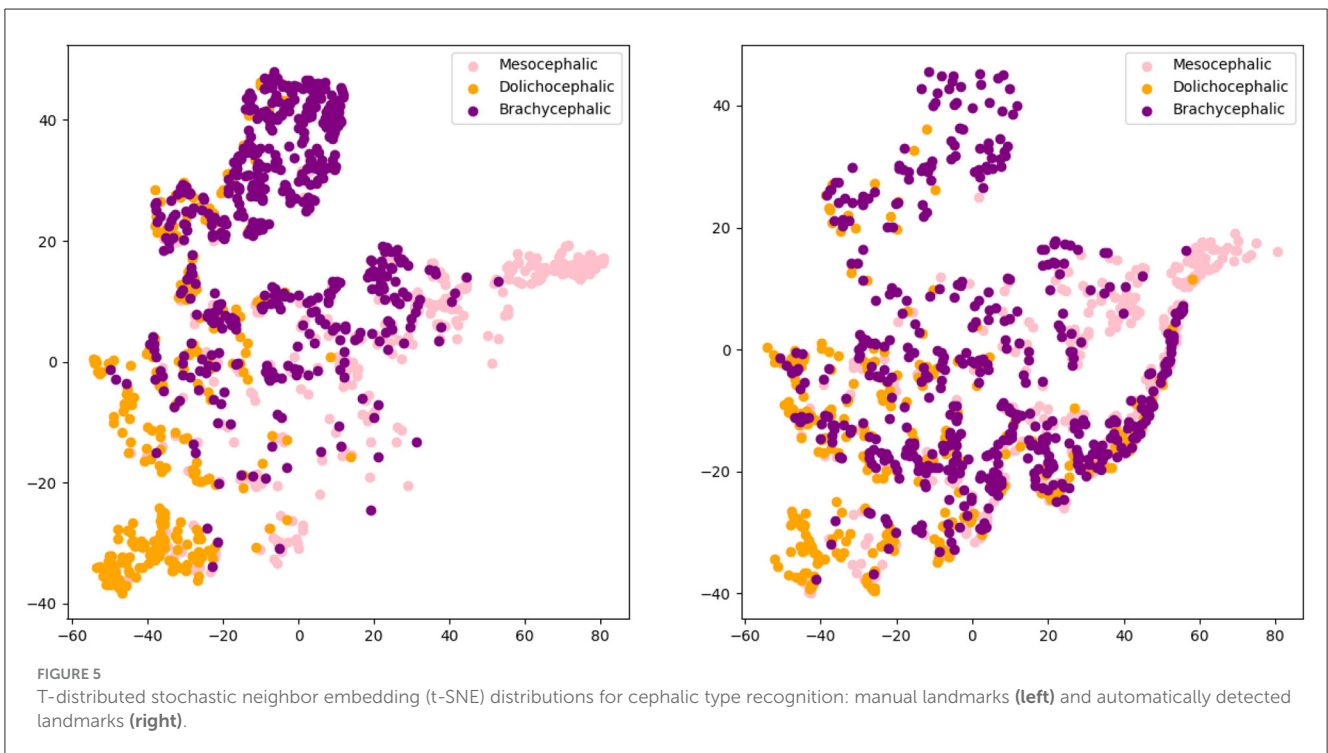 Mesocephalic
Dolichocephalic
Brachycephalic
40
20
0
−20
−40
−60
−40
−20
0
20
40
60
80
Mesocephalic
Dolichocephalic
Brachycephalic
40
20
0
−20
−40
−60
−40
−20
0
20
40
60
80
FIGURE 5
T-distributed stochastic neighbor embedding (t-SNE) distributions for cephalic type recognition: manual landmarks (left) and automatically detected
landmarks (right).